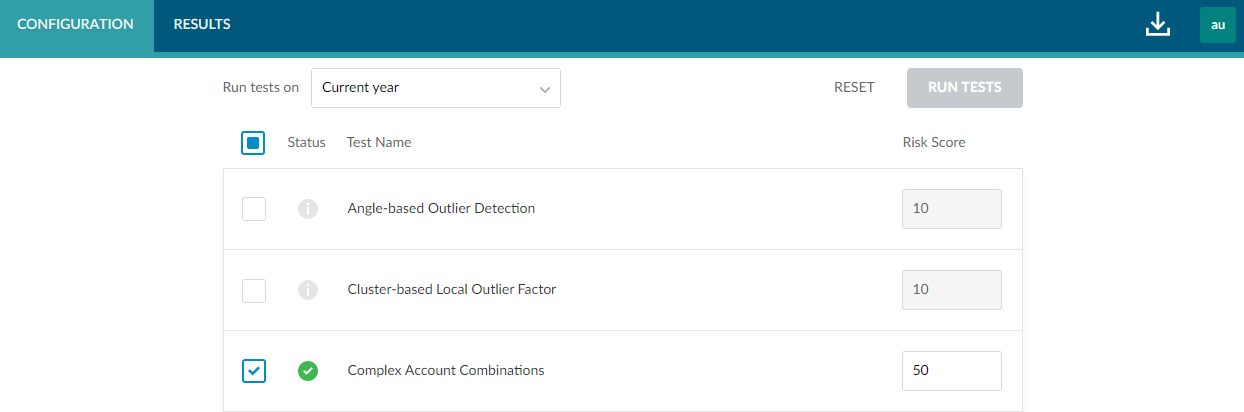 CONFIGURATION RESULTS au
Run tests on Current year RESET RUN TESTS
Status Test Name Risk Score
Angle-based Outlier Detection 10
Cluster-based Local Outlier Factor 10
Complex Account Combinations 50